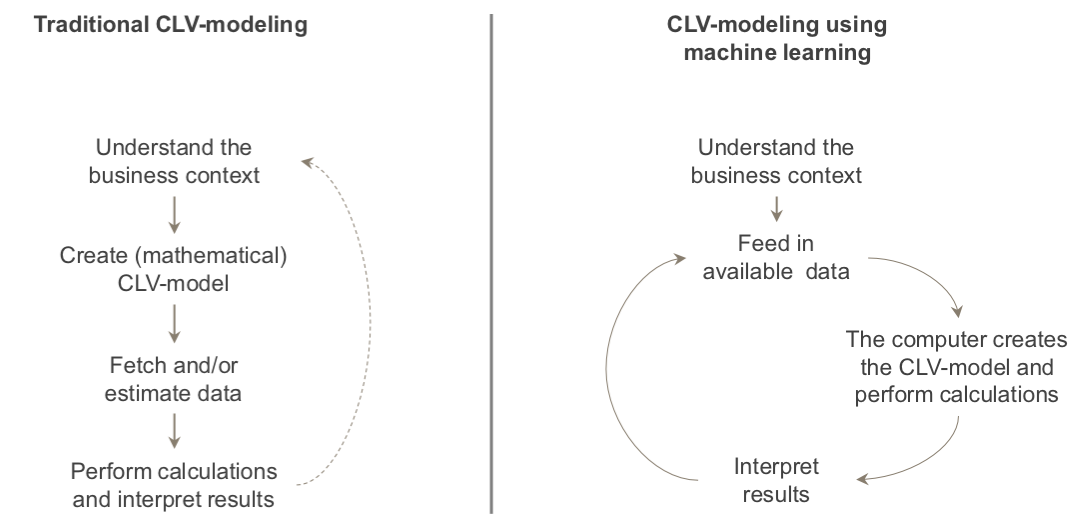 Traditional CLV-modeling
Understand the
business context
Create (mathematical)
CLV-model
Fetch and/or
estimate data
Perform calculations
and interpret results
CLV-modeling using
machine learning
Understand the
business context
Feed in
available data
The computer creates
the CLV-model and
perform calculations
Interpret
results